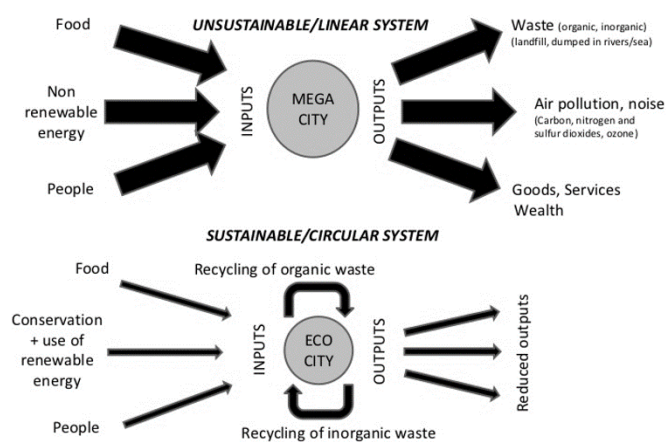 UNSUSTAINABLE/LINEAR SYSTEM
Food
Non
renewable
energy
People
INPUTS
MEGA
CITY
OUTPUTS
Waste (organic, inorganic)
(landfill, dumped in rivers/sea)
Air pollution, noise
(Carbon, nitrogen and
sulfur dioxides, ozone)
Goods, Services
Wealth
SUSTAINABLE/CIRCULAR SYSTEM
Food
Conservation
+ use of
renewable
energy
People
INPUTS
Recycling of organic waste
ECO
CITY
Recycling of inorganic waste
OUTPUTS
Reduced outputs